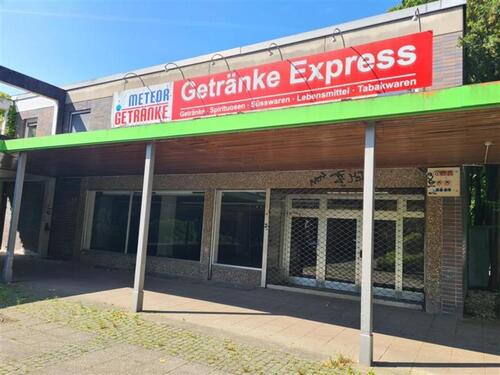 METEOR
GETRÄNKE
Getränke Express
Getränke · Spirituosen · Süsswaren · Lebensmittel · Tabakwaren